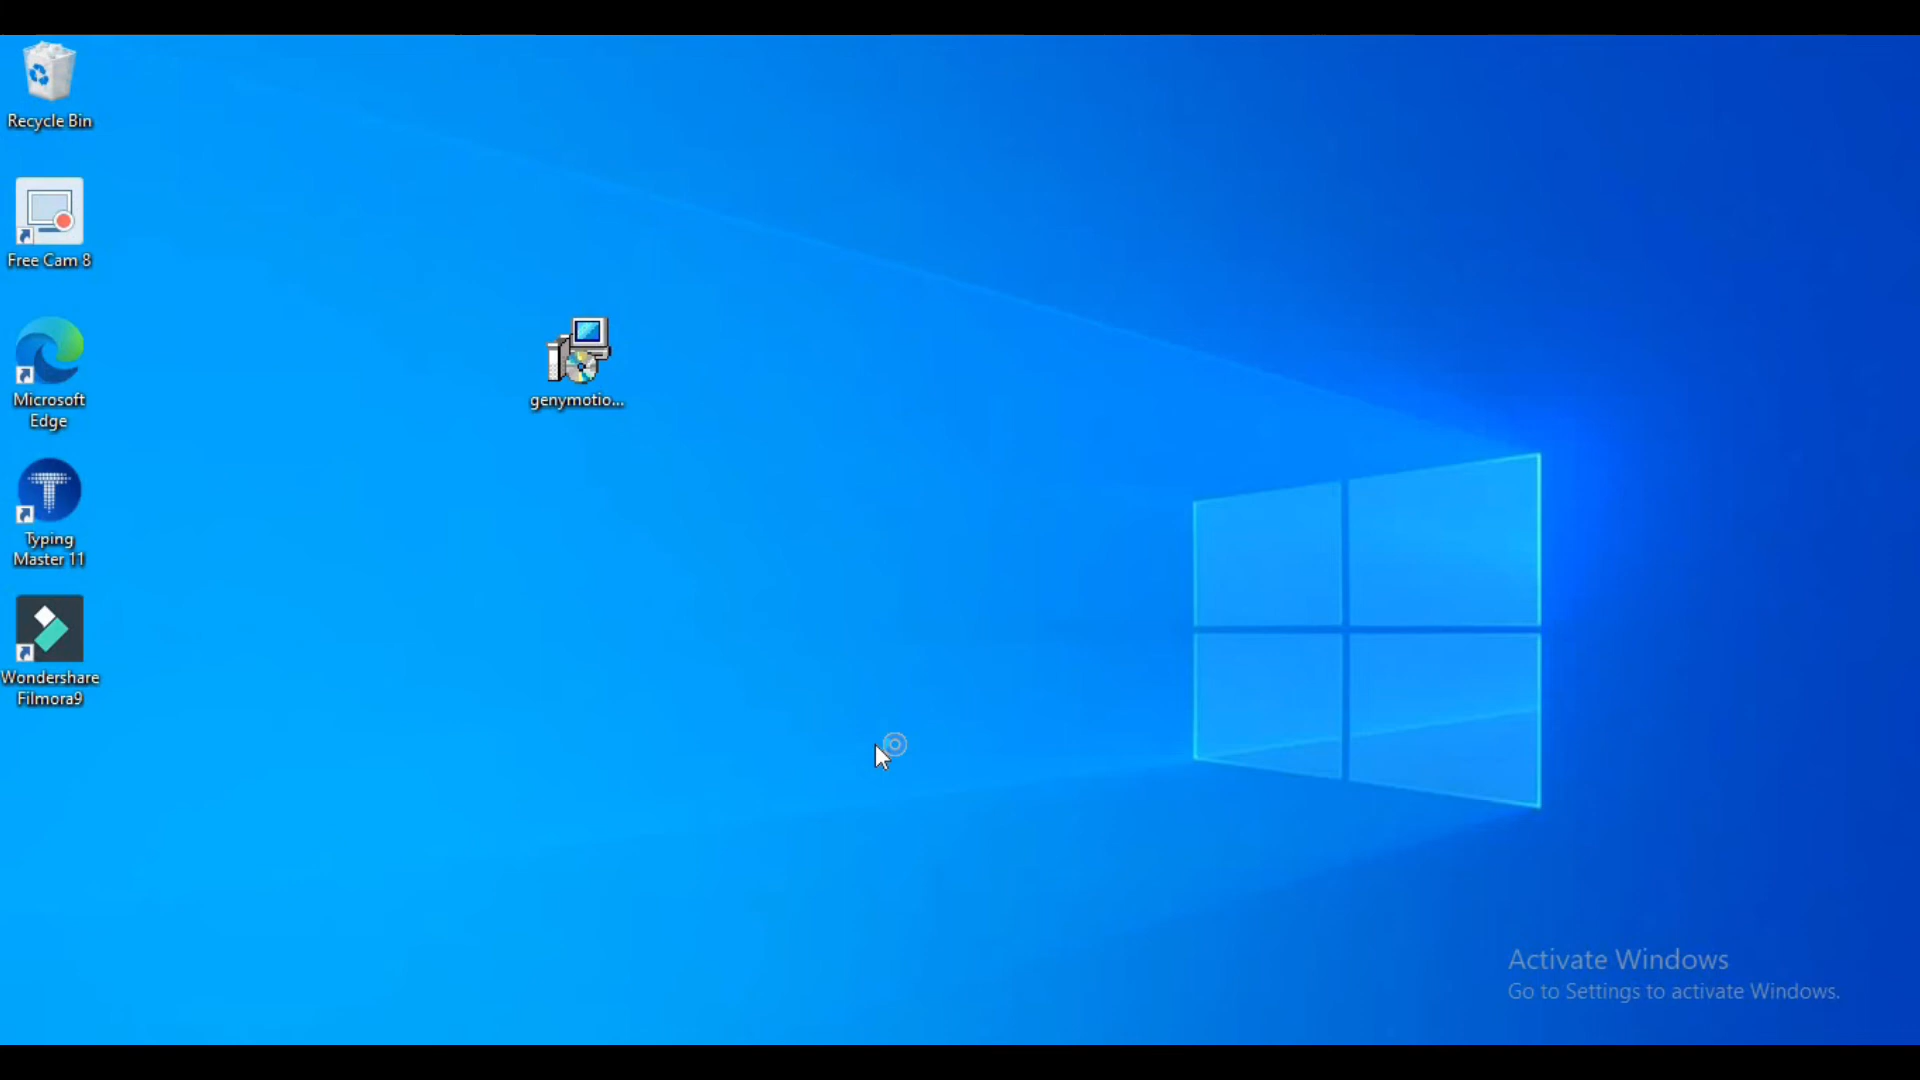 Recycle Bin
Free Cam 8
Microsoft
Edge
Typing
Master 11
Wondershare
Filmora9
genymotio...
Activate Windows
Go to Settings to activate Windows.